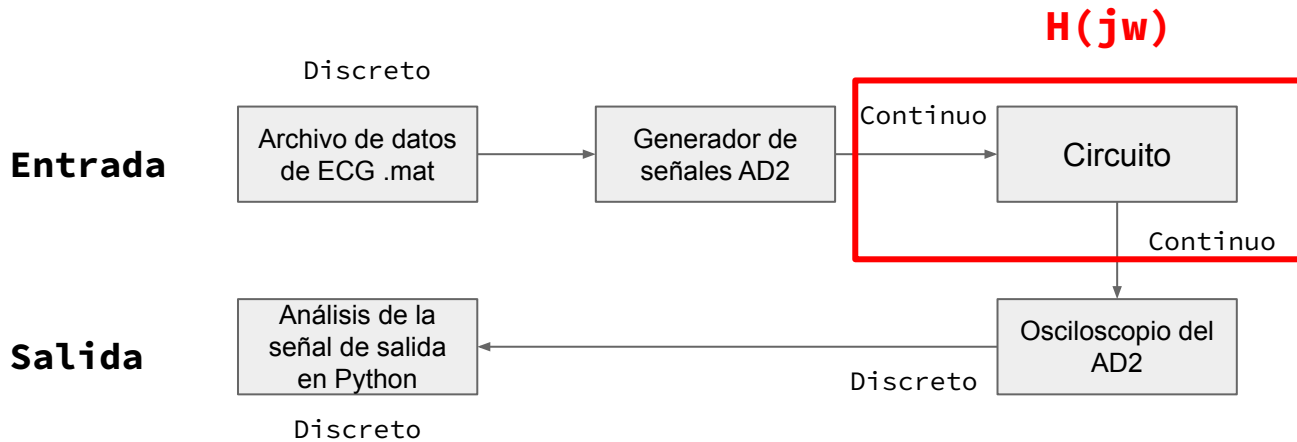 H(jw)
Discreto
Entrada
Archivo de datos
de ECG .mat
Generador de
señales AD2
Continuo
Circuito
Continuo
Salida
Análisis de la
señal de salida
en Python
Discreto
Osciloscopio del
AD2
Discreto